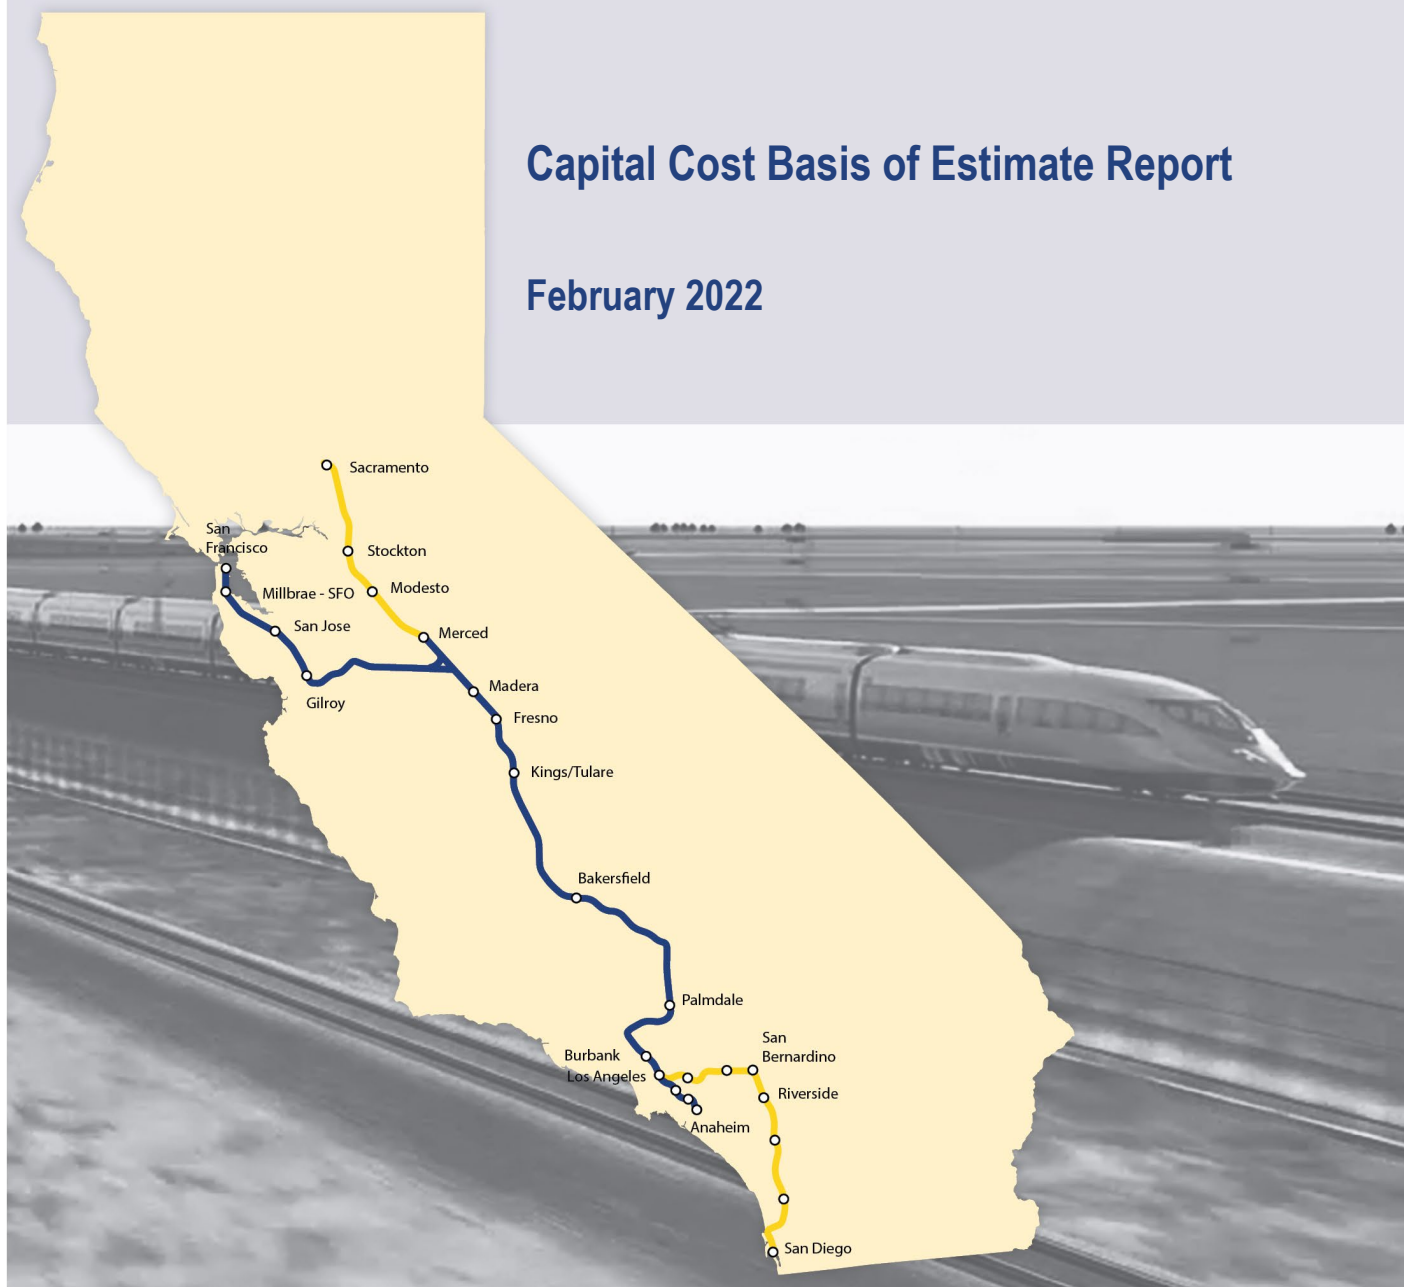 Capital Cost Basis of Estimate Report
February 2022
Sacramento
San
Francisco
Stockton
Modesto
Millbrae - SFO
San Jose
Merced
Gilroy
Madera
Fresno
Kings/Tulare
Bakersfield
Palmdale
San
Bernardino
Burbank
Los Angeles
Riverside
Anaheim
San Diego